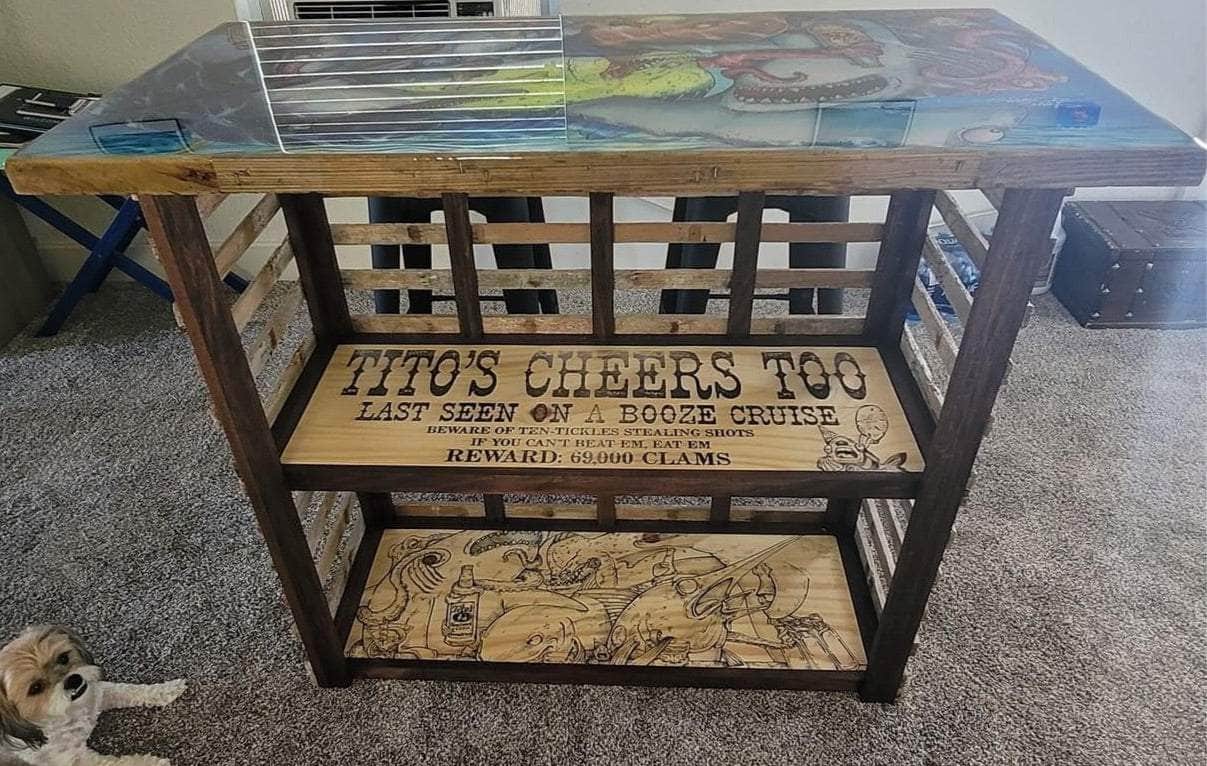 TITO'S CHEERS TOO
LAST SEEN ON A BOOZE CRUISE
BEWARE OF TEN-TICKLES STEALING SHOTS
IF YOU CAN'T BEAT EM, EAT EM
REWARD: 69,000 CLAMS